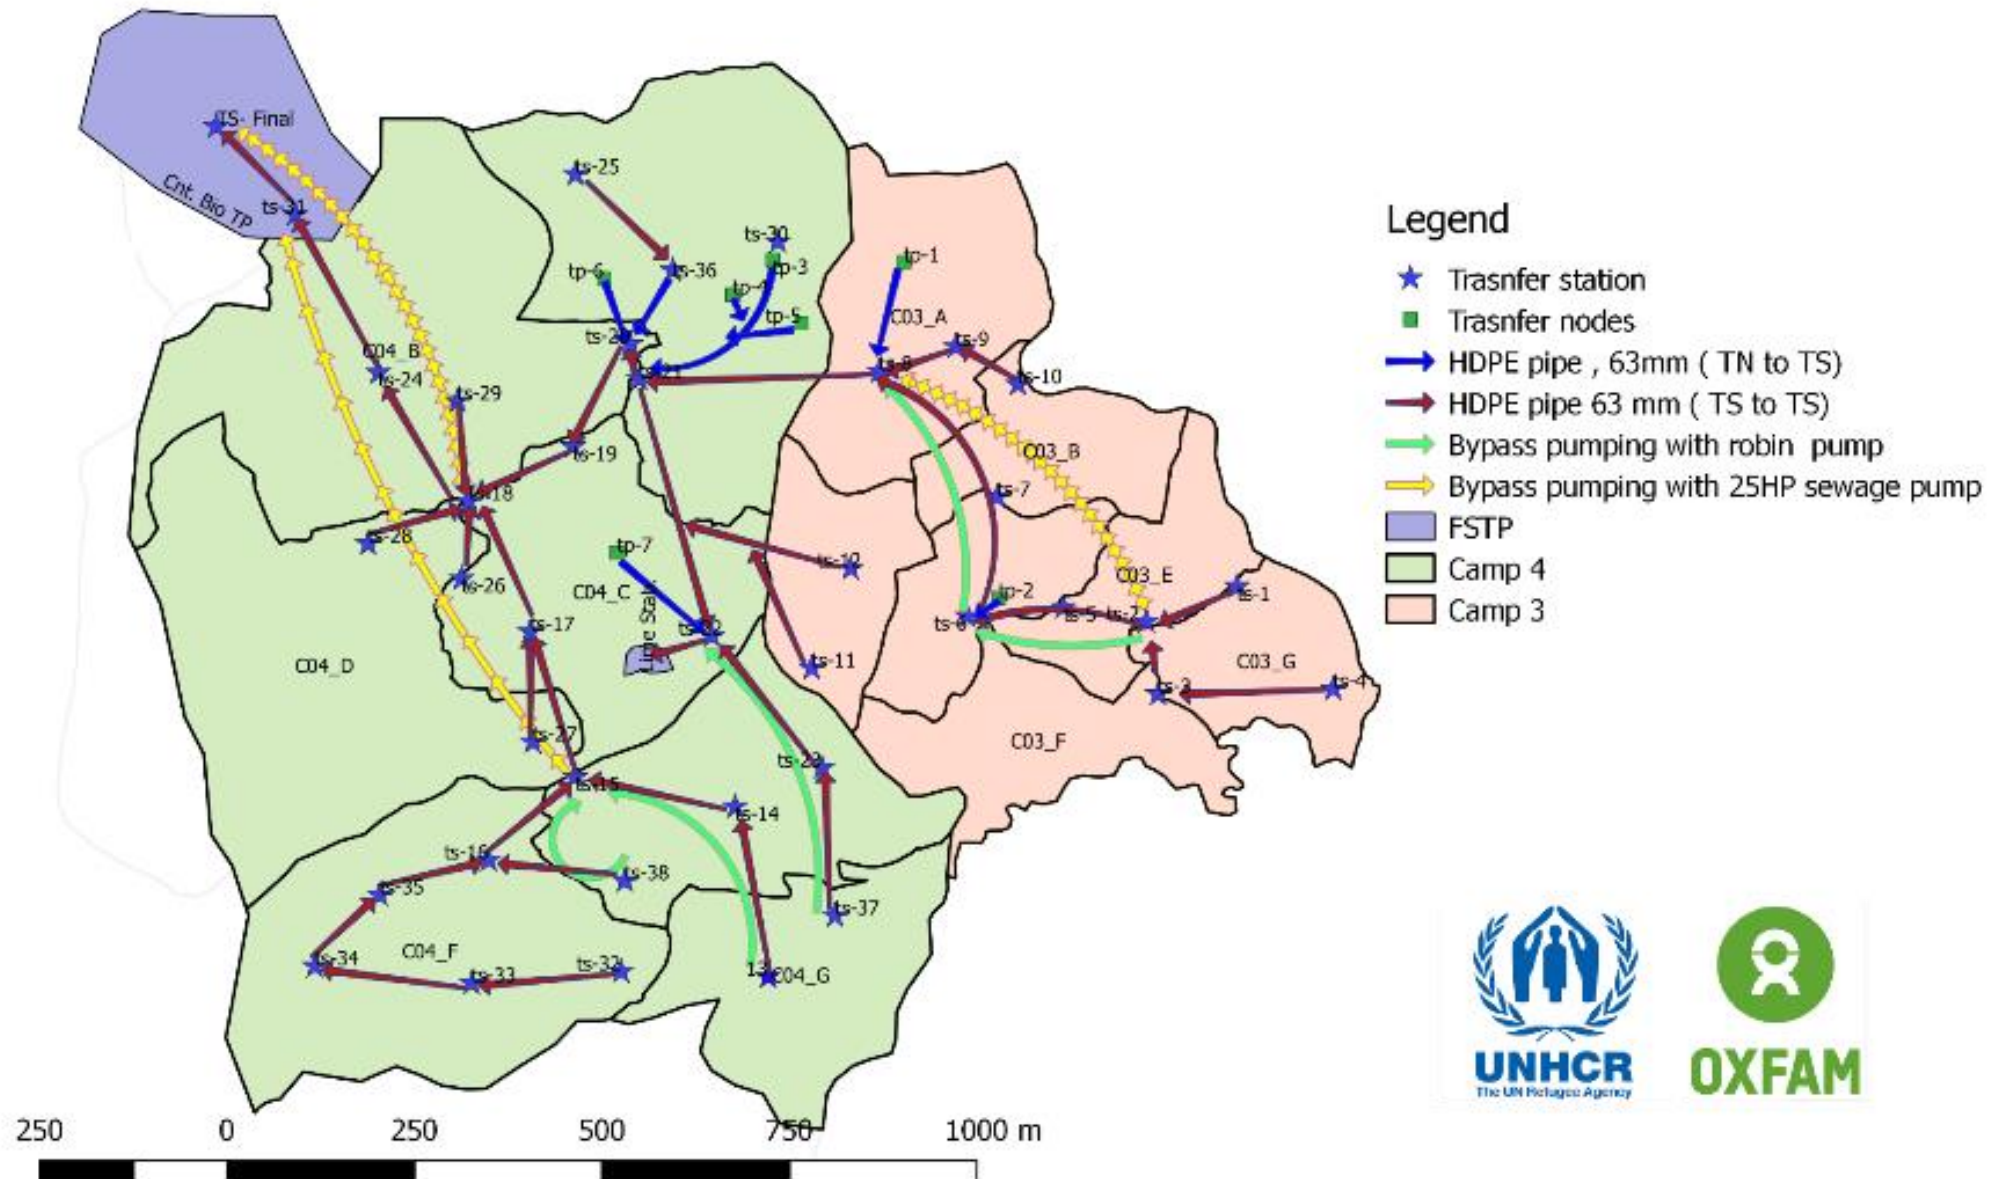 TS- Final
Cnt. Bio TP
ts-31
ts-25
ts-30
tp-3
tp-6
ts-36
tp-4
tp-5
tp-1
C03_A
ts-9
ts-10
ts-8
C04_B
ts-24
ts-29
ts-19
C03_B
ts-7
ts-28
ts-26
tp-7
C04_C
ts-12
C03_E
ts-1
tp-2
ts-5
ts-2
ts-6
ts-17
C04_D
ts-11
C03_G
ts-3
ts-4
C03_F
ts-27
ts-23
ts-15
ts-14
ts-16
ts-38
ts-35
ts-37
C04_F
ts-34
ts-33
ts-32
13
C04_G
Legend
Trasnfer station
Trasnfer nodes
HDPE pipe , 63mm ( TN to TS)
HDPE pipe 63 mm ( TS to TS)
Bypass pumping with robin pump
Bypass pumping with 25HP sewage pump
FSTP
Camp 4
Camp 3
UNHCR
The UN Refugee Agency
OXFAM
250 0 250 500 750 1000 m